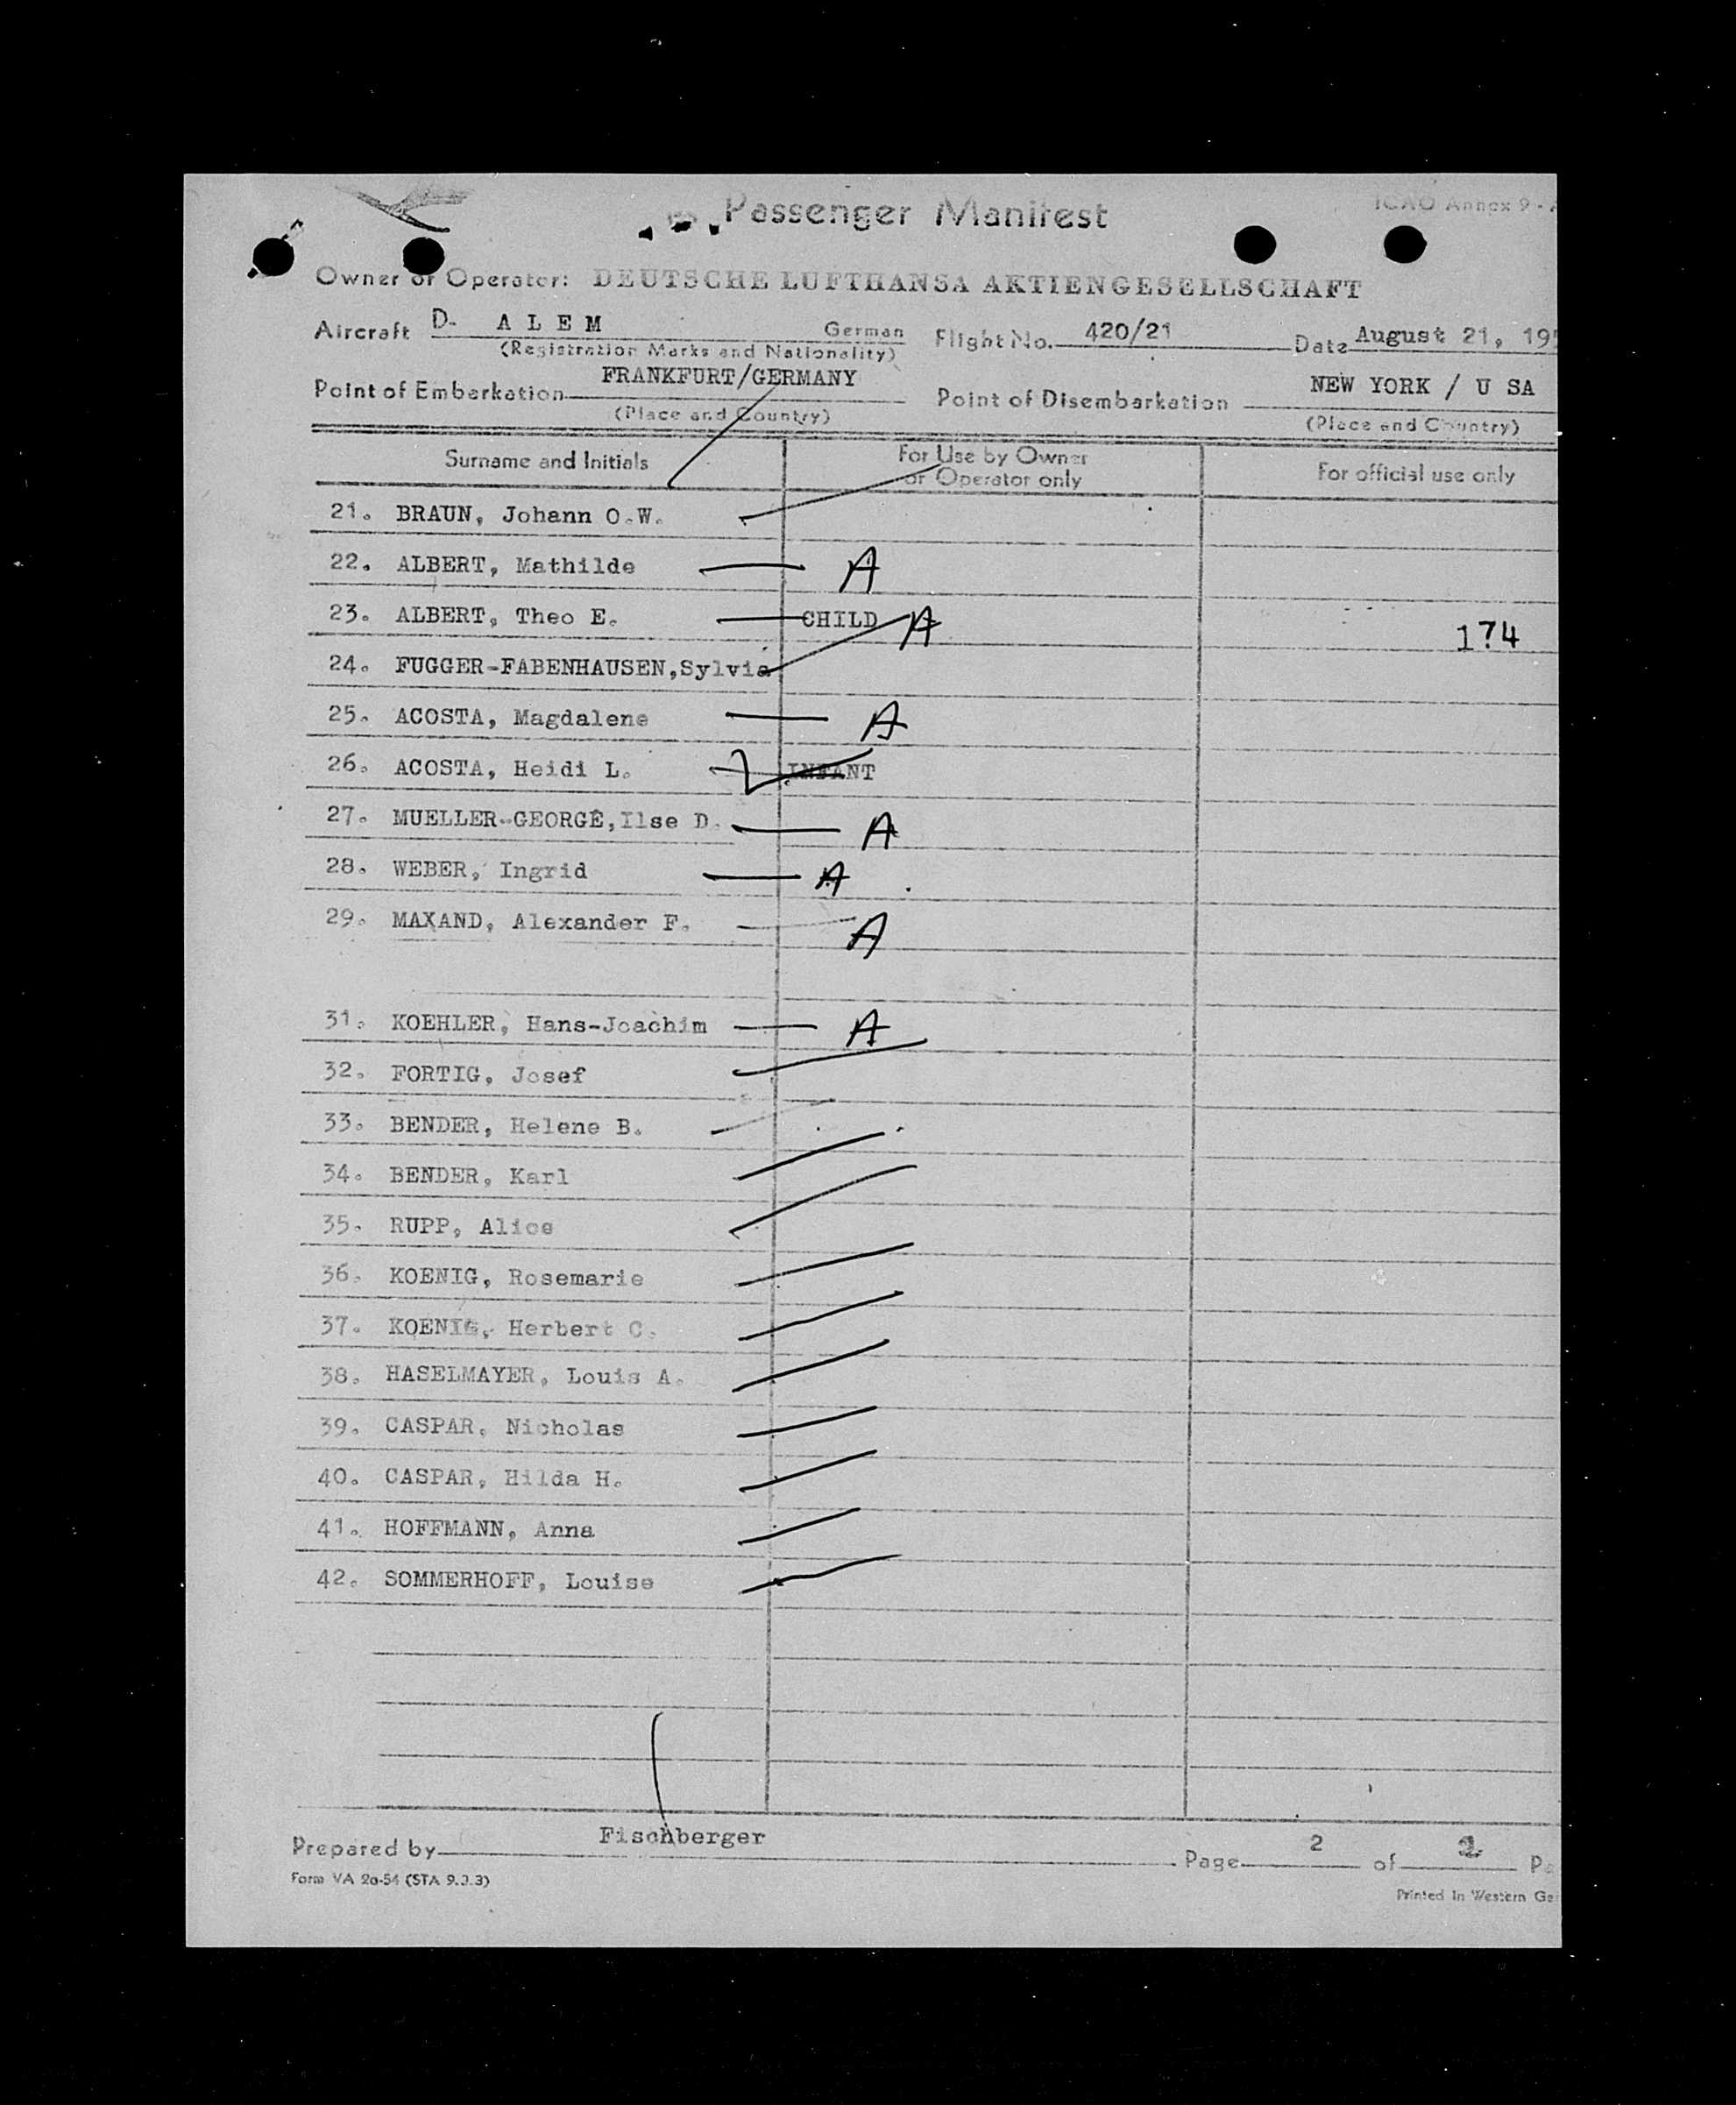 Passenger Manifest
ICAO Annex 9 -
Owner or Operator: DEUTSCHE LUFTHANSA AKTIENGESELLSCHAFT
Aircraft D- A L E M German Flight No. 420/21 Date August 21, 19
(Registration Marks and Nationality)
Point of Embarkation FRANKFURT/GERMANY Point of Disembarkation NEW YORK / U SA
(Place and Country) (Place and Country)
Surname and Initials For Use by Owner or Operator only For official use only
21. BRAUN, Johann O.W.
22. ALBERT, Mathilde A
23. ALBERT, Theo E. CHILD A 174
24. FUGGER-FABENHAUSEN,Sylvia
25. ACOSTA, Magdalene A
26. ACOSTA, Heidi L. INFANT
27. MUELLER-GEORGE,Ilse D. A
28. WEBER, Ingrid A
29. MAXAND, Alexander F. A
31. KOEHLER, Hans-Joachim A
32. FORTIG, Josef
33. BENDER, Helene B.
34. BENDER, Karl
35. RUPP, Alice
36. KOENIG, Rosemarie
37. KOENIG, Herbert C.
38. HASELMAYER, Louis A.
39. CASPAR, Nicholas
40. CASPAR, Hilda H.
41. HOFFMANN, Anna
42. SOMMERHOFF, Louise
Prepared by Fischberger Page 2 of
Form VA 2a-54 (STA 9.0.3)
Printed in Western Ge